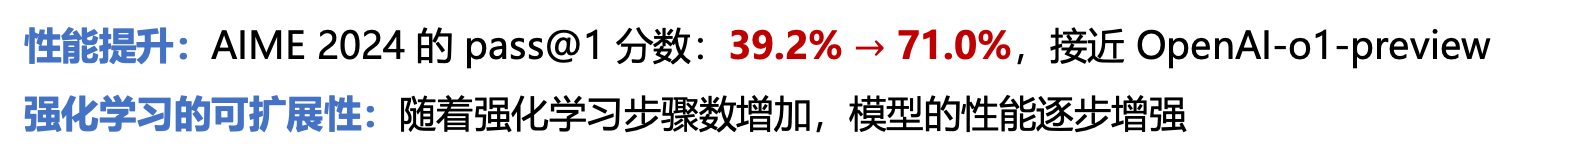 性能提升：AIME 2024 的 pass@1 分数：39.2% → 71.0%，接近 OpenAI-o1-preview
强化学习的可扩展性：随着强化学习步骤数增加，模型的性能逐步增强